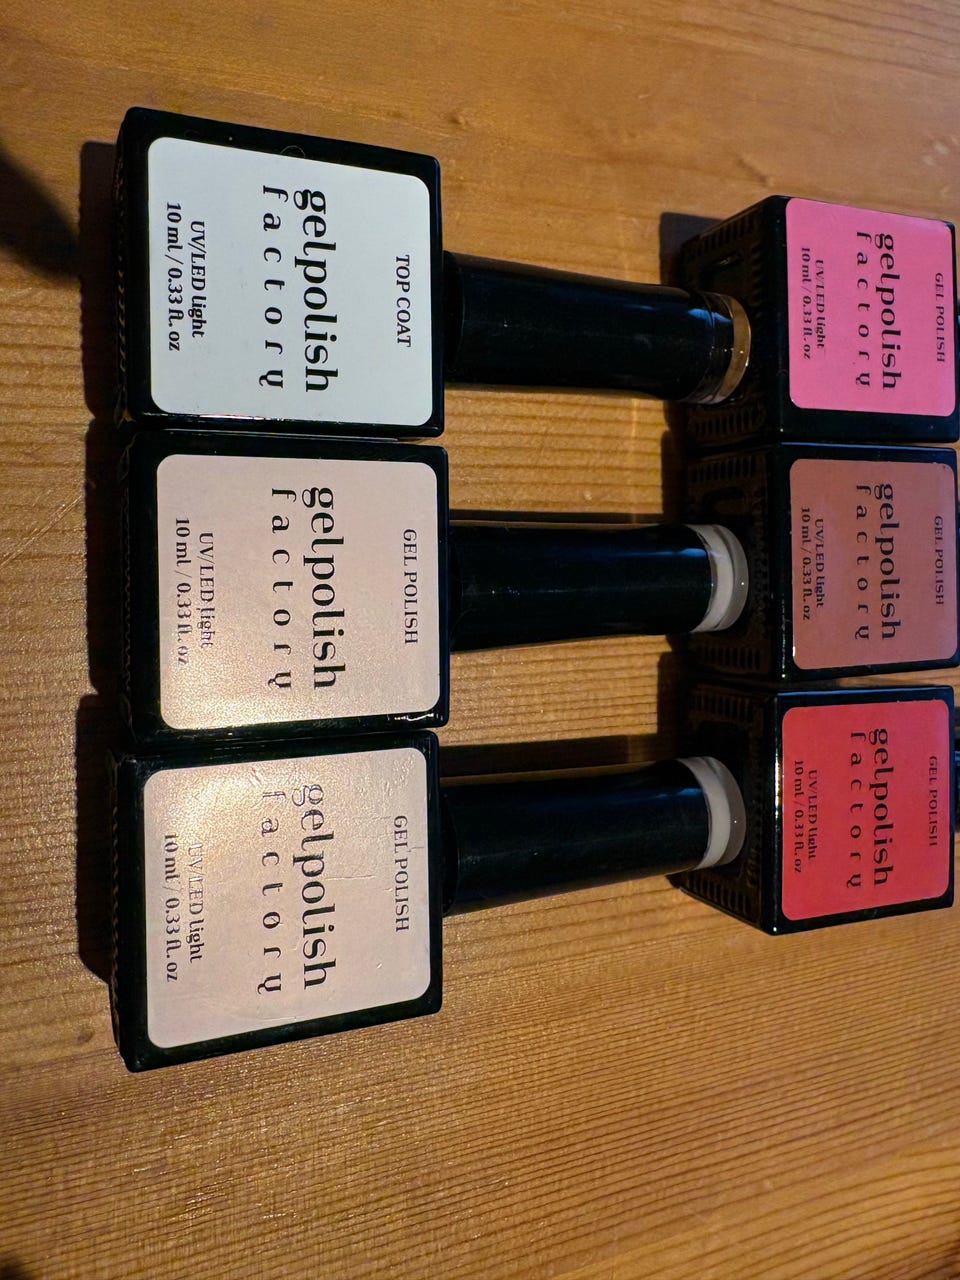 TOP COAT
gelpolish
factory
UV/LED light
10 ml / 0.33 fl. oz
GEL POLISH
gelpolish
factory
UV/LED light
10 ml / 0.33 fl. oz
GEL POLISH
gelpolish
factory
UV/LED light
10 ml / 0.33 fl. oz
GEL POLISH
gelpolish
factory
UV/LED light
10 ml / 0.33 fl. oz
GEL POLISH
gelpolish
factory
UV/LED light
10 ml / 0.33 fl. oz
GEL POLISH
gelpolish
factory
UV/LED light
10 ml / 0.33 fl. oz